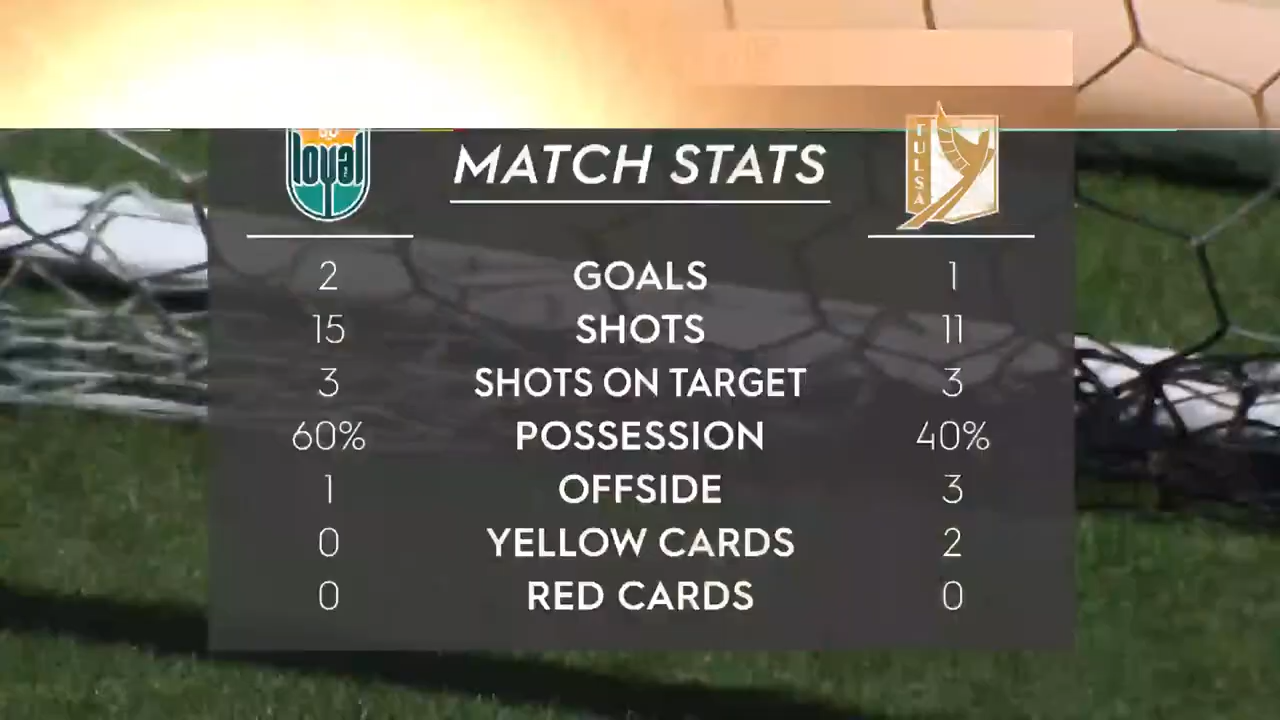 SD
loyal
MATCH STATS
TULSA
2 GOALS 1
15 SHOTS 11
3 SHOTS ON TARGET 3
60% POSSESSION 40%
1 OFFSIDE 3
0 YELLOW CARDS 2
0 RED CARDS 0